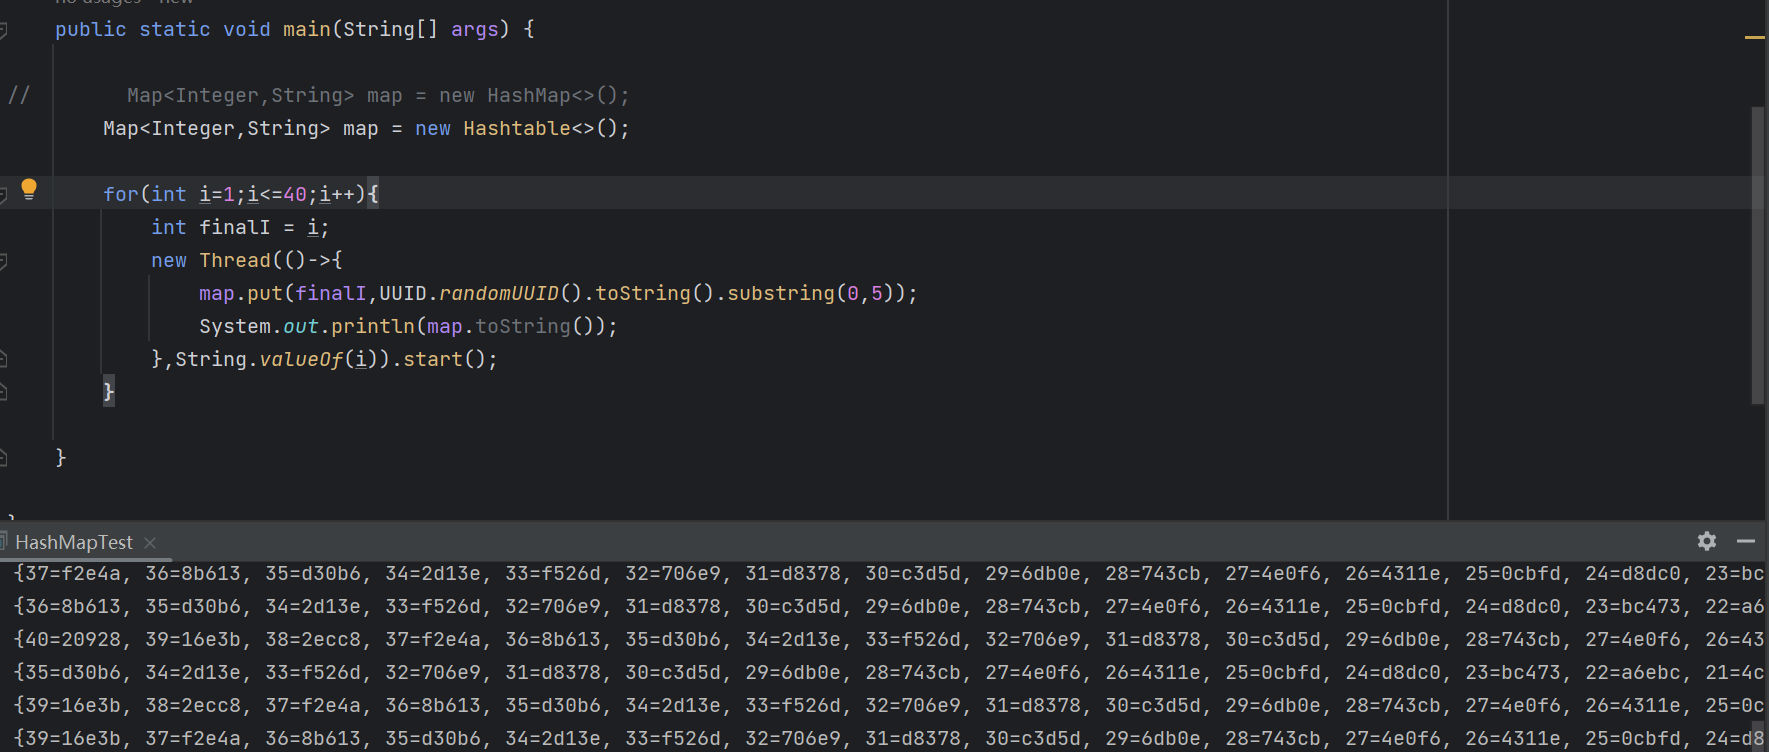 no usages   new
public static void main(String[] args) {
//        Map<Integer,String> map = new HashMap<>();
Map<Integer,String> map = new Hashtable<>();
for(int i=1;i<=40;i++){
int finalI = i;
new Thread(()->{
map.put(finalI,UUID.randomUUID().toString().substring(0,5));
System.out.println(map.toString());
},String.valueOf(i)).start();
}
}
HashMapTest ×
{37=f2e4a, 36=8b613, 35=d30b6, 34=2d13e, 33=f526d, 32=706e9, 31=d8378, 30=c3d5d, 29=6db0e, 28=743cb, 27=4e0f6, 26=4311e, 25=0cbfd, 24=d8dc0, 23=bc
{36=8b613, 35=d30b6, 34=2d13e, 33=f526d, 32=706e9, 31=d8378, 30=c3d5d, 29=6db0e, 28=743cb, 27=4e0f6, 26=4311e, 25=0cbfd, 24=d8dc0, 23=bc473, 22=a6
{40=20928, 39=16e3b, 38=2ecc8, 37=f2e4a, 36=8b613, 35=d30b6, 34=2d13e, 33=f526d, 32=706e9, 31=d8378, 30=c3d5d, 29=6db0e, 28=743cb, 27=4e0f6, 26=43
{35=d30b6, 34=2d13e, 33=f526d, 32=706e9, 31=d8378, 30=c3d5d, 29=6db0e, 28=743cb, 27=4e0f6, 26=4311e, 25=0cbfd, 24=d8dc0, 23=bc473, 22=a6ebc, 21=4c
{39=16e3b, 38=2ecc8, 37=f2e4a, 36=8b613, 35=d30b6, 34=2d13e, 33=f526d, 32=706e9, 31=d8378, 30=c3d5d, 29=6db0e, 28=743cb, 27=4e0f6, 26=4311e, 25=0c
{39=16e3b, 37=f2e4a, 36=8b613, 35=d30b6, 34=2d13e, 33=f526d, 32=706e9, 31=d8378, 30=c3d5d, 29=6db0e, 28=743cb, 27=4e0f6, 26=4311e, 25=0cbfd, 24=d8